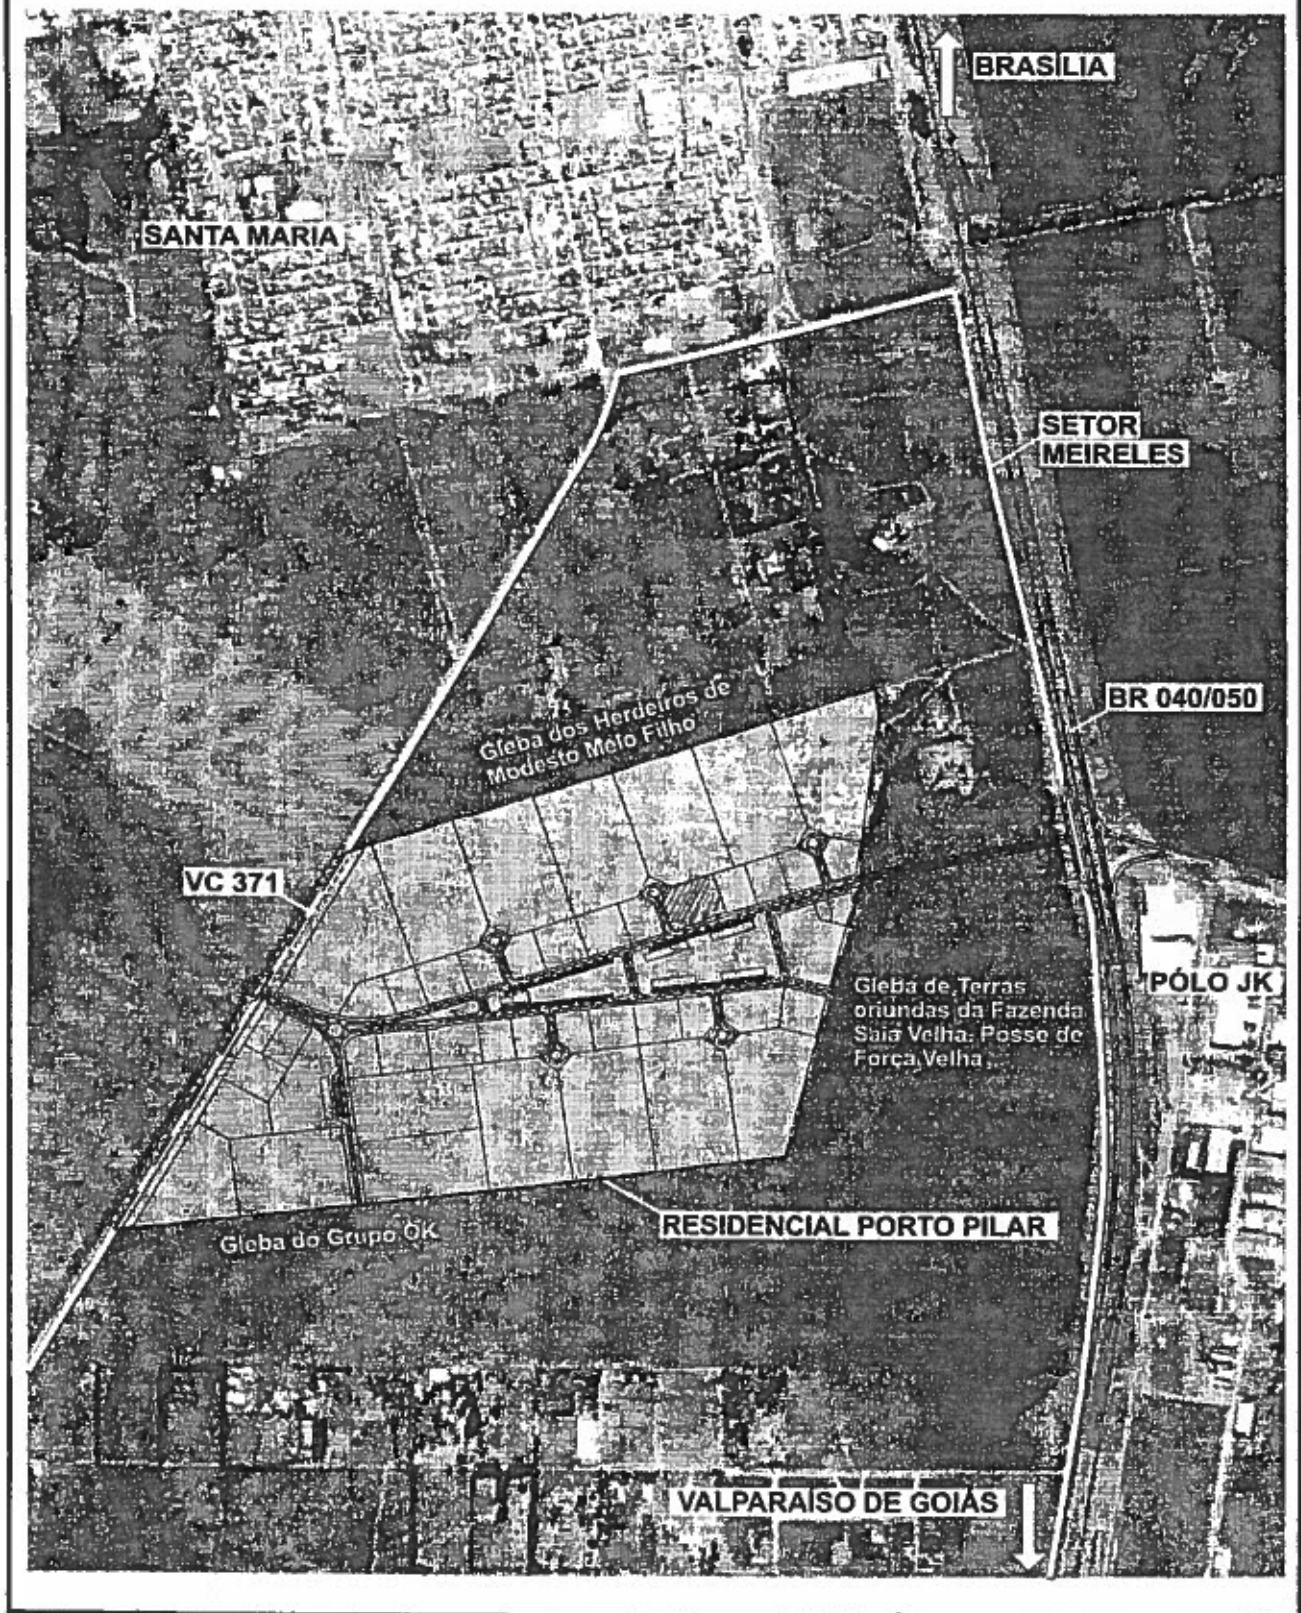 BRASÍLIA
SANTA MARIA
SETOR
MEIRELES
Gleba dos Herdeiros de
Modesto Melo Filho
BR 040/050
VC 371
Gleba de Terras
oriundas da Fazenda
Saia Velha. Posse de
Força Velha
PÓLO JK
RESIDENCIAL PORTO PILAR
Gleba do Grupo OK
VALPARAÍSO DE GOIÁS